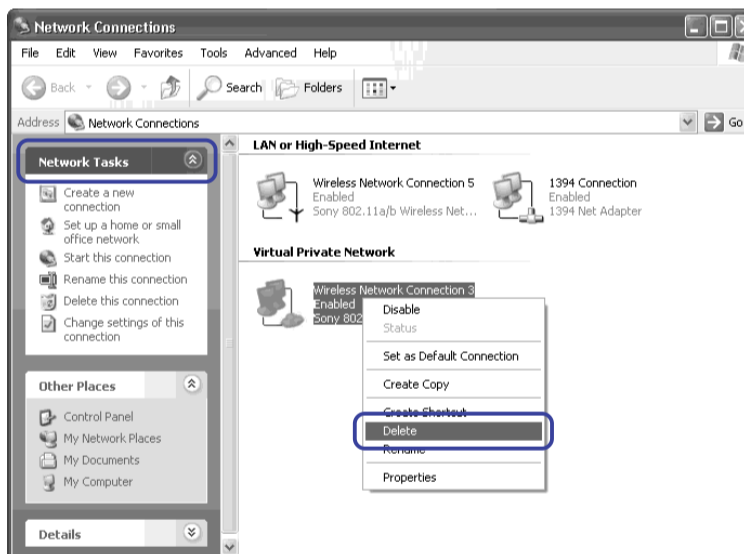 Network Connections
File Edit View Favorites Tools Advanced Help
Back Search Folders
Address Network Connections Go
Network Tasks
Create a new
connection
Set up a home or small
office network
Start this connection
Rename this connection
Delete this connection
Change settings of this
connection
Other Places
Control Panel
My Network Places
My Documents
My Computer
Details
LAN or High-Speed Internet
Wireless Network Connection 5
Enabled
Sony 802.11a/b Wireless Net...
1394 Connection
Enabled
1394 Net Adapter
Virtual Private Network
Wireless Network Connection 3
Enabled
Sony 802
Disable
Status
Set as Default Connection
Create Copy
Create Shortcut
Delete
Rename
Properties